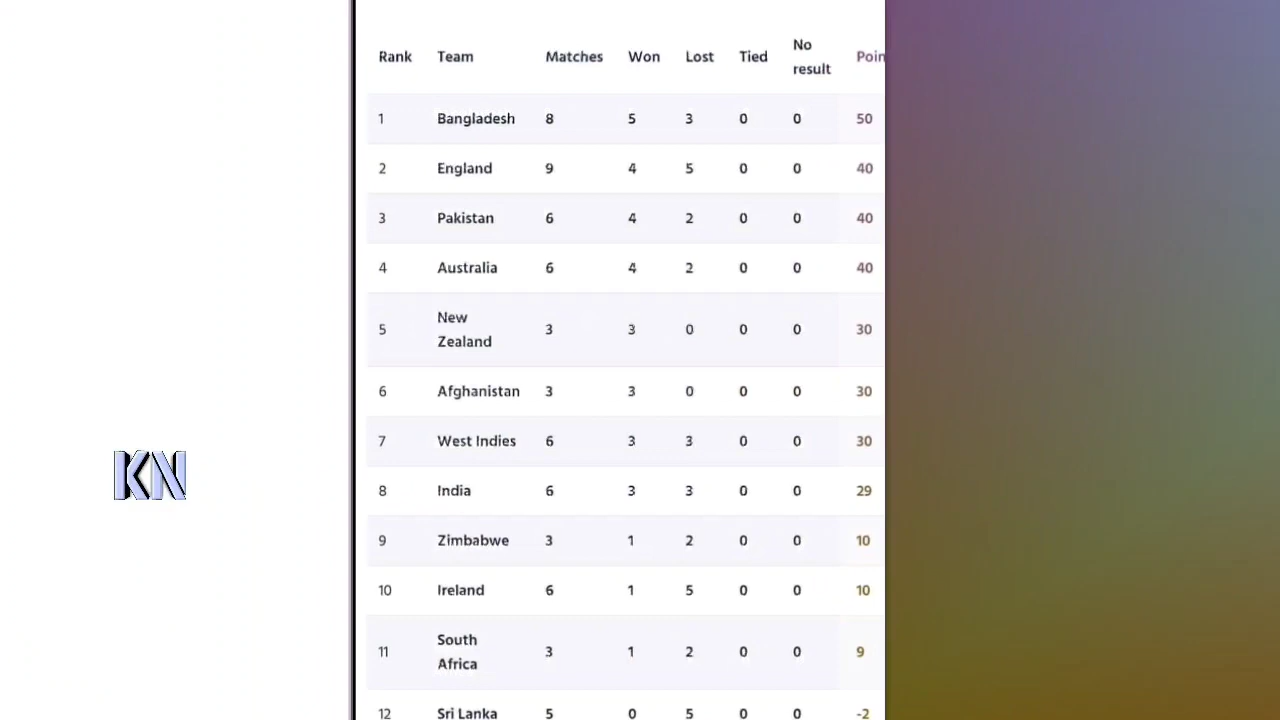 Rank Team Matches Won Lost Tied No result Poin
1 Bangladesh 8 5 3 0 0 50
2 England 9 4 5 0 0 40
3 Pakistan 6 4 2 0 0 40
4 Australia 6 4 2 0 0 40
5 New Zealand 3 3 0 0 0 30
6 Afghanistan 3 3 0 0 0 30
7 West Indies 6 3 3 0 0 30
8 India 6 3 3 0 0 29
9 Zimbabwe 3 1 2 0 0 10
10 Ireland 6 1 5 0 0 10
11 South Africa 3 1 2 0 0 9
12 Sri Lanka 5 0 5 0 0 -2
KN